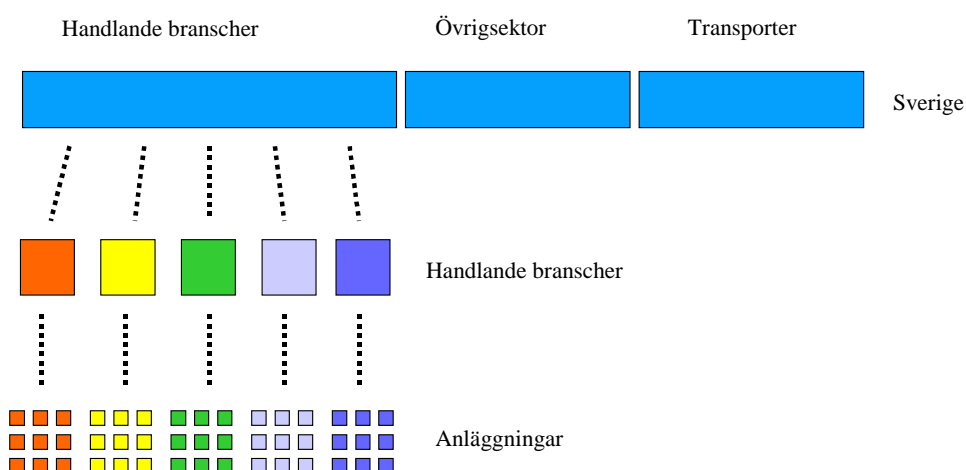 Handlande branscher
Övrigsektor
Transporter
Sverige
Handlande branscher
Anläggningar